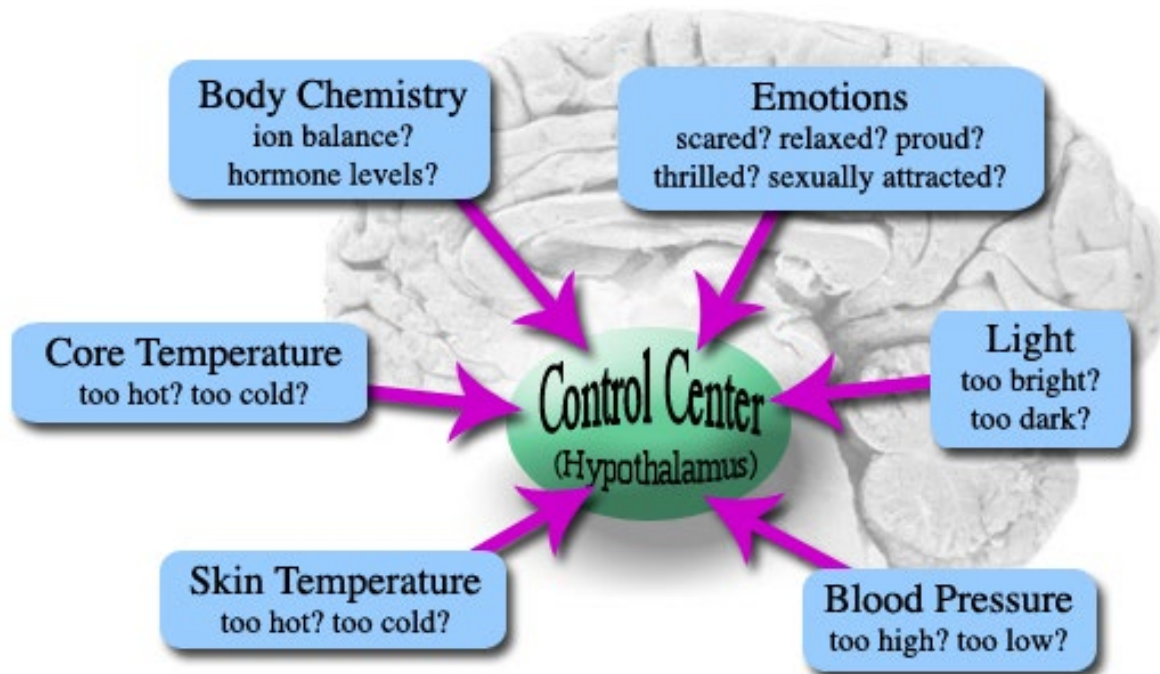 Body Chemistry
ion balance?
hormone levels?
Emotions
scared? relaxed? proud?
thrilled? sexually attracted?
Core Temperature
too hot? too cold?
Control Center
(Hypothalamus)
Light
too bright?
too dark?
Skin Temperature
too hot? too cold?
Blood Pressure
too high? too low?